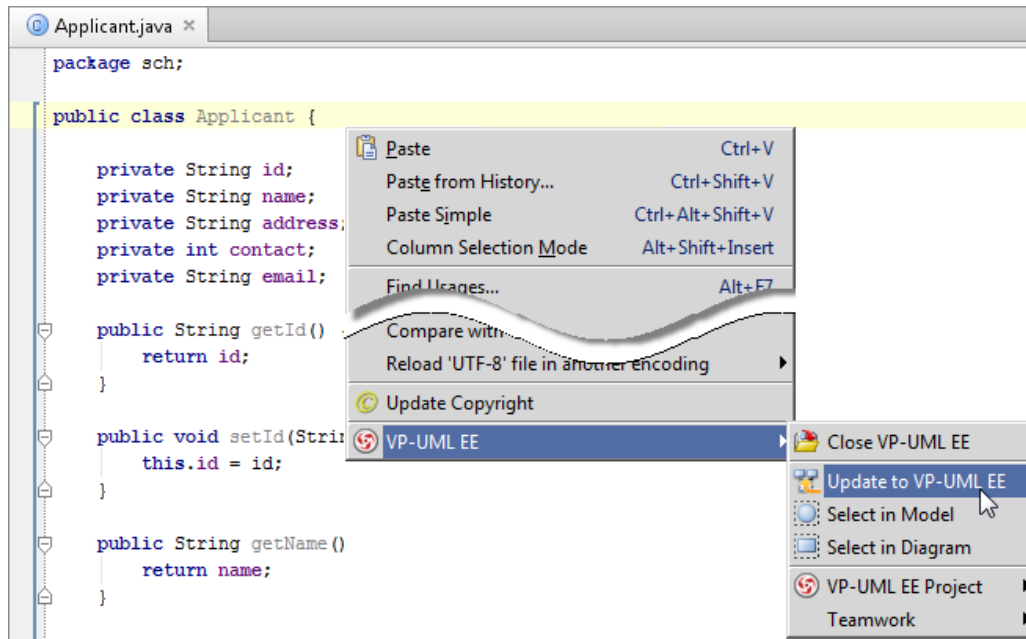 Applicant.java
package sch;
public class Applicant {
private String id;
private String name;
private String address;
private int contact;
private String email;
public String getId()
return id;
}
public void setId(Strin
this.id = id;
}
public String getName()
return name;
}
Paste Ctrl+V
Paste from History... Ctrl+Shift+V
Paste Simple Ctrl+Alt+Shift+V
Column Selection Mode Alt+Shift+Insert
Find Usages... Alt+F7
Compare with
Reload 'UTF-8' file in another encoding
Update Copyright
VP-UML EE
Close VP-UML EE
Update to VP-UML EE
Select in Model
Select in Diagram
VP-UML EE Project
Teamwork